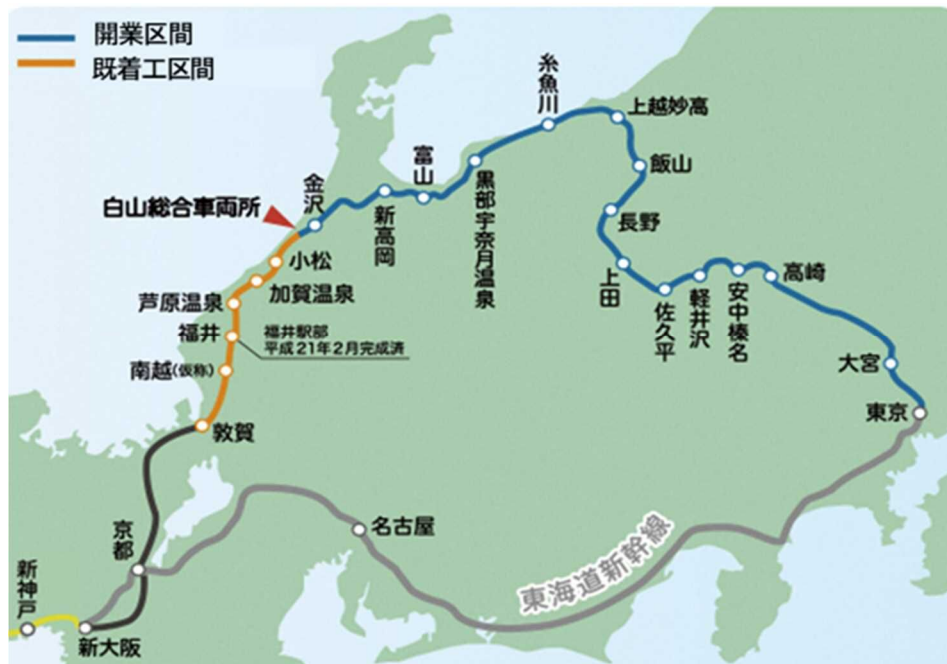 開業区間
既着工区間
糸魚川
上越妙高
飯山
長野
富山
黒部宇奈月温泉
金沢
新高岡
白山総合車両所
小松
加賀温泉
芦原温泉
福井
福井駅部
平成21年2月完成済
南越(仮称)
敦賀
上田
佐久平
軽井沢
安中榛名
高崎
大宮
東京
京都
名古屋
東海道新幹線
新神戸
新大阪